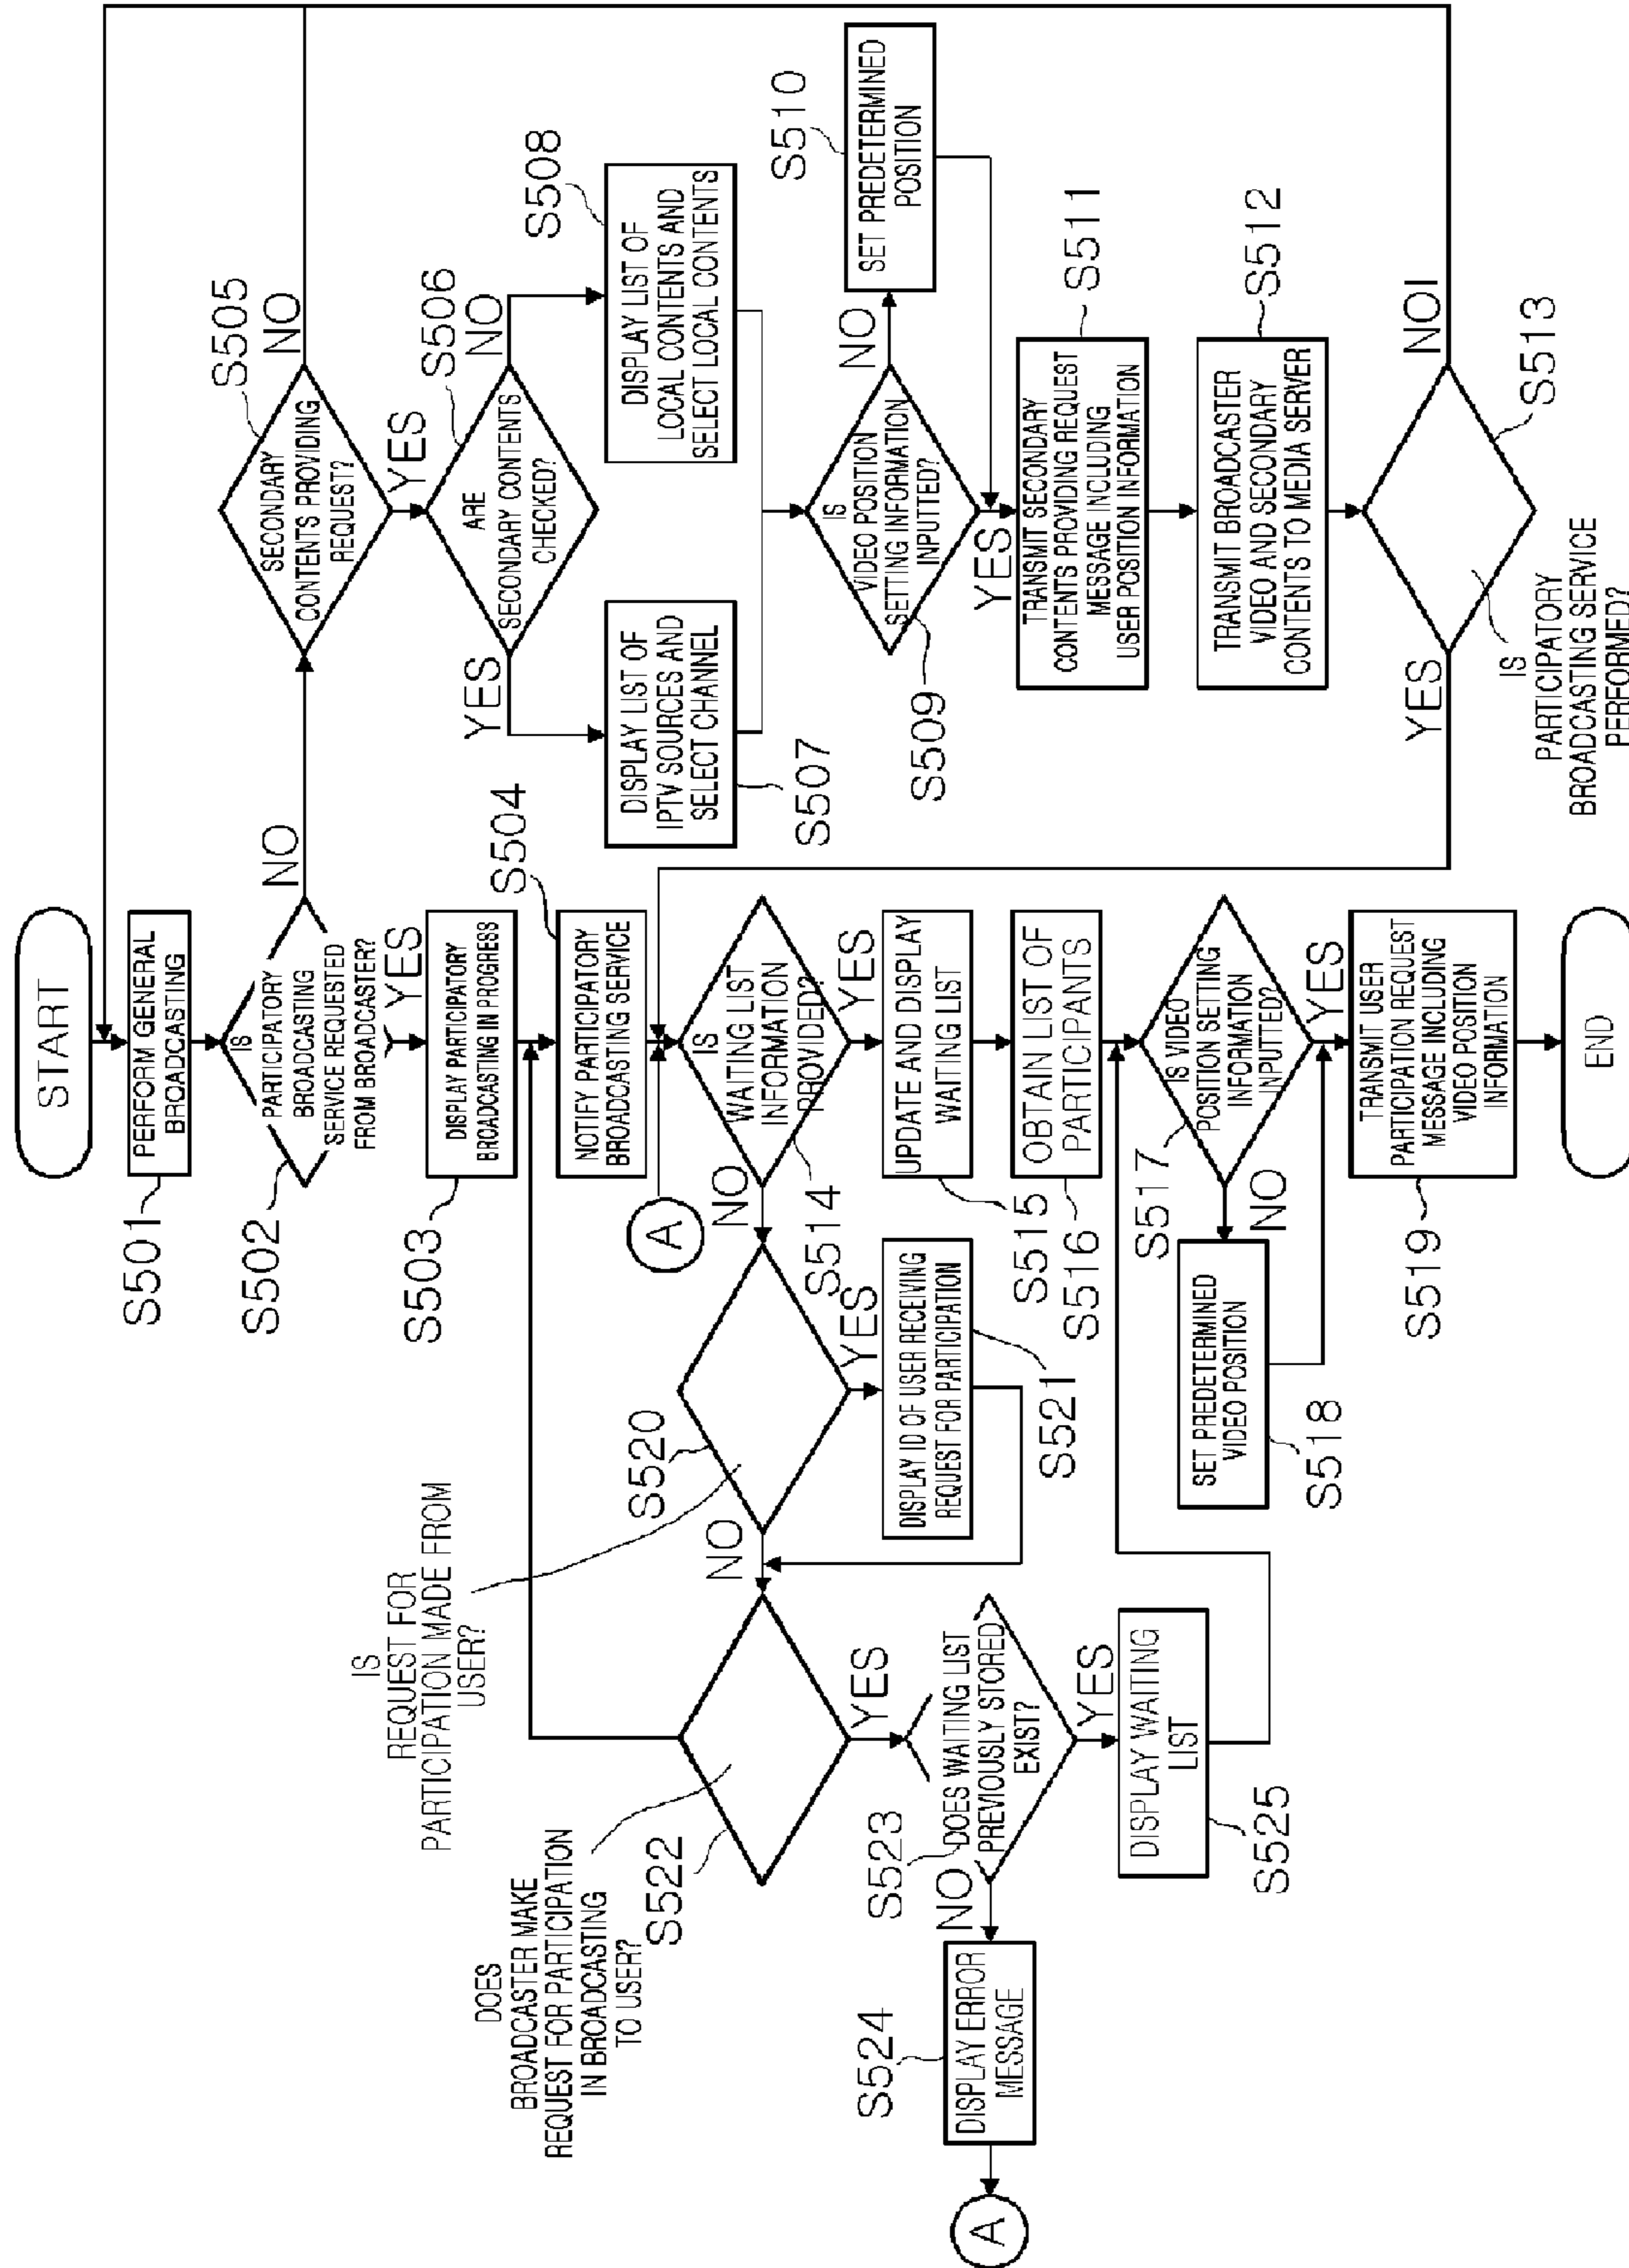 START
PERFORM GENERAL
BROADCASTING
S501
IS
PARTICIPATORY
BROADCASTING
SERVICE REQUESTED
FROM BROADCASTER?
S502
NO
YES
DISPLAY PARTICIPATORY
BROADCASTING IN PROGRESS
S503
NOTIFY PARTICIPATORY
BROADCASTING SERVICE
S504
SECONDARY
CONTENTS PROVIDING
REQUEST?
S505
NO
YES
ARE
SECONDARY CONTENTS
CHECKED?
S506
YES
NO
DISPLAY LIST OF
IPTV SOURCES AND
SELECT CHANNEL
S507
DISPLAY LIST OF
LOCAL CONTENTS AND
SELECT LOCAL CONTENTS
S508
IS
VIDEO POSITION
SETTING INFORMATION
INPUTTED?
S509
NO
YES
SET PREDETERMINED
POSITION
S510
TRANSMIT SECONDARY
CONTENTS PROVIDING REQUEST
MESSAGE INCLUDING
USER POSITION INFORMATION
S511
TRANSMIT BROADCASTER
VIDEO AND SECONDARY
CONTENTS TO MEDIA SERVER
S512
YES
NOI
S513
IS
PARTICIPATORY
BROADCASTING SERVICE
PERFORMED?
A
IS
WAITING LIST
INFORMATION
PROVIDED?
S514
NO
YES
UPDATE AND DISPLAY
WAITING LIST
S515
OBTAIN LIST OF
PARTICIPANTS
S516
IS VIDEO
POSITION SETTING
INFORMATION
INPUTTED?
S517
NO
YES
SET PREDETERMINED
VIDEO POSITION
S518
TRANSMIT USER
PARTICIPATION REQUEST
MESSAGE INCLUDING
VIDEO POSITION
INFORMATION
S519
END
IS
REQUEST FOR
PARTICIPATION MADE FROM
USER?
S520
YES
NO
DISPLAY ID OF USER RECEIVING
REQUEST FOR PARTICIPATION
S521
DOES
BROADCASTER MAKE
REQUEST FOR PARTICIPATION
IN BROADCASTING
TO USER?
S522
YES
DOES WAITING LIST
PREVIOUSLY STORED
EXIST?
S523
NO
YES
DISPLAY ERROR
MESSAGE
S524
DISPLAY WAITING
LIST
S525
A